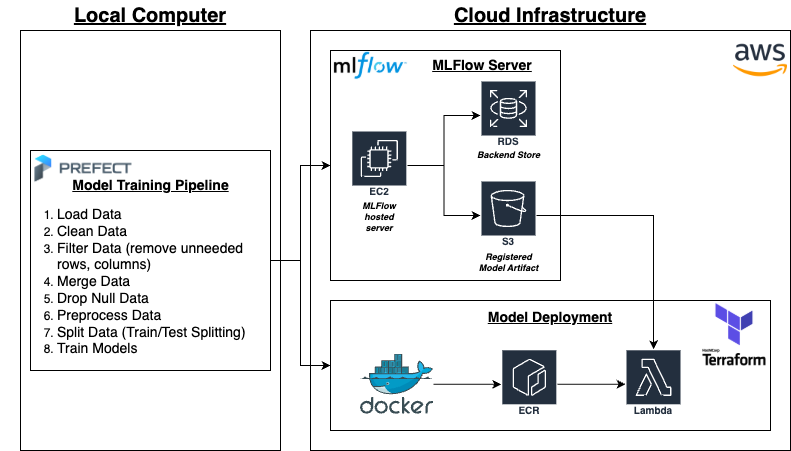 Local Computer
Cloud Infrastructure
aws
mlflow
MLFlow Server
RDS
Backend Store
EC2
MLFlow
hosted
server
S3
Registered
Model Artifact
PREFECT
Model Training Pipeline
1. Load Data
2. Clean Data
3. Filter Data (remove unneeded
rows, columns)
4. Merge Data
5. Drop Null Data
6. Preprocess Data
7. Split Data (Train/Test Splitting)
8. Train Models
Model Deployment
HashiCorp
Terraform
docker
ECR
Lambda